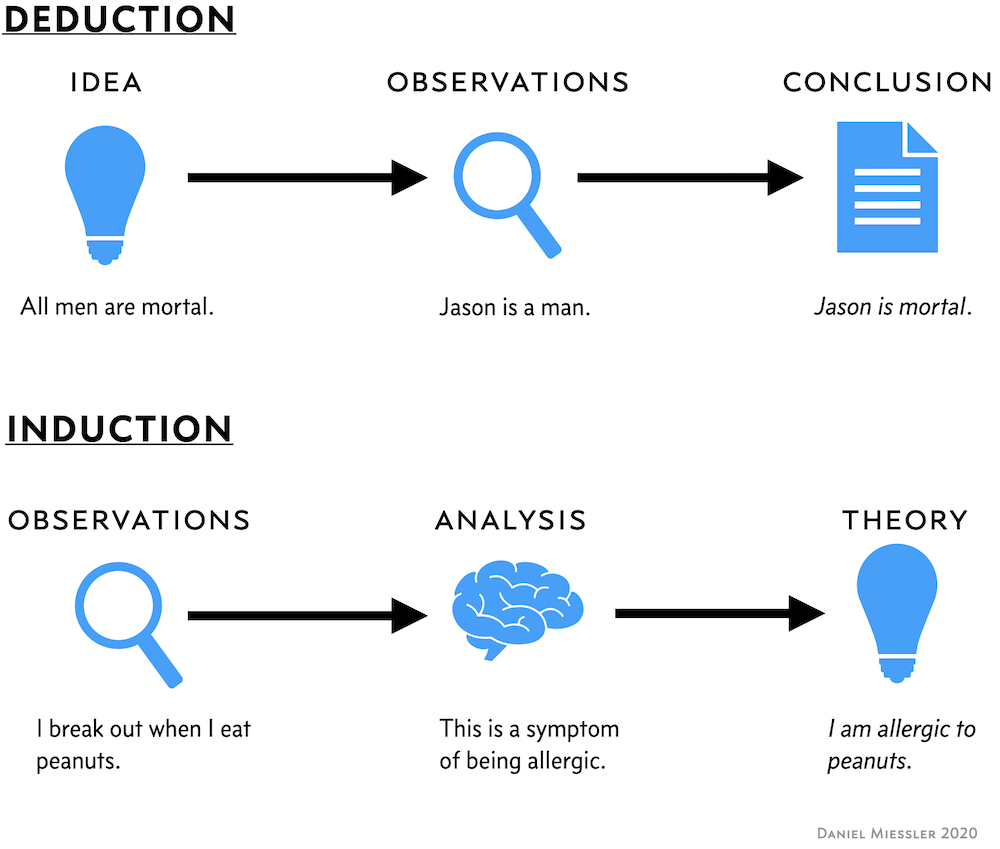 DEDUCTION
IDEA
OBSERVATIONS
CONCLUSION
All men are mortal.
Jason is a man.
Jason is mortal.
INDUCTION
OBSERVATIONS
ANALYSIS
THEORY
I break out when I eat
peanuts.
This is a symptom
of being allergic.
I am allergic to
peanuts.
DANIEL MIESSLER 2020